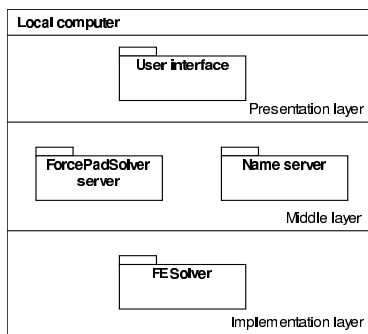 Local computer
User interface
Presentation layer
ForcePadSolver
server
Name server
Middle layer
FESolver
Implementation layer